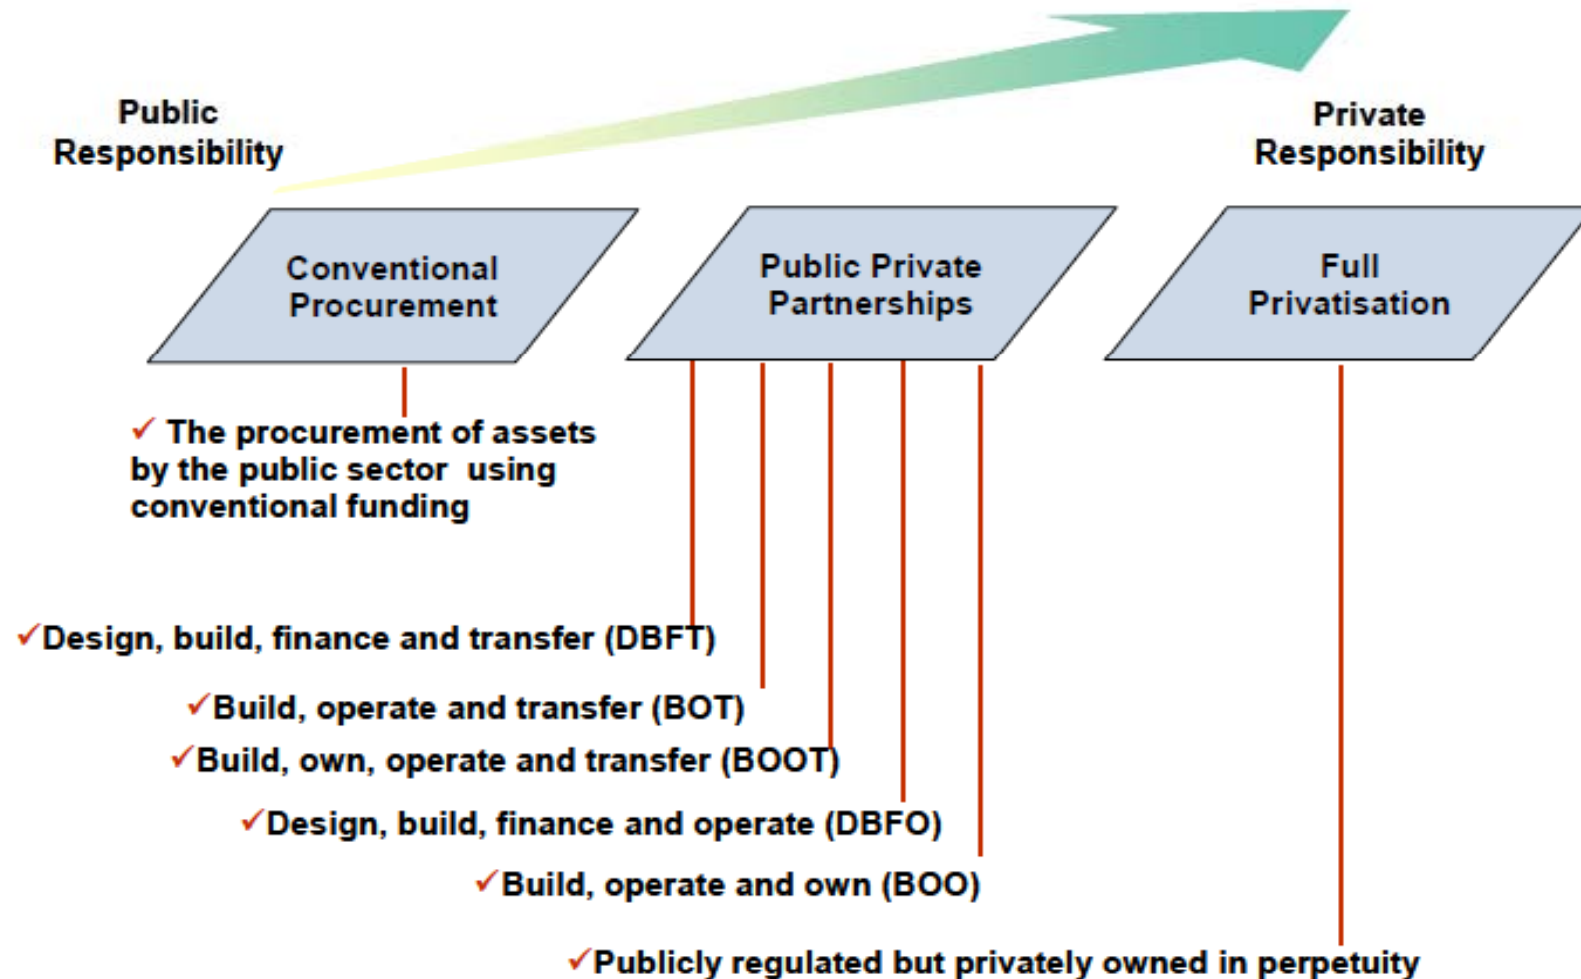 Public
Responsibility
Private
Responsibility
Conventional
Procurement
Public Private
Partnerships
Full
Privatisation
✓ The procurement of assets
by the public sector using
conventional funding
✓Design, build, finance and transfer (DBFT)
✓Build, operate and transfer (BOT)
✓Build, own, operate and transfer (BOOT)
✓Design, build, finance and operate (DBFO)
✓Build, operate and own (BOO)
✓Publicly regulated but privately owned in perpetuity